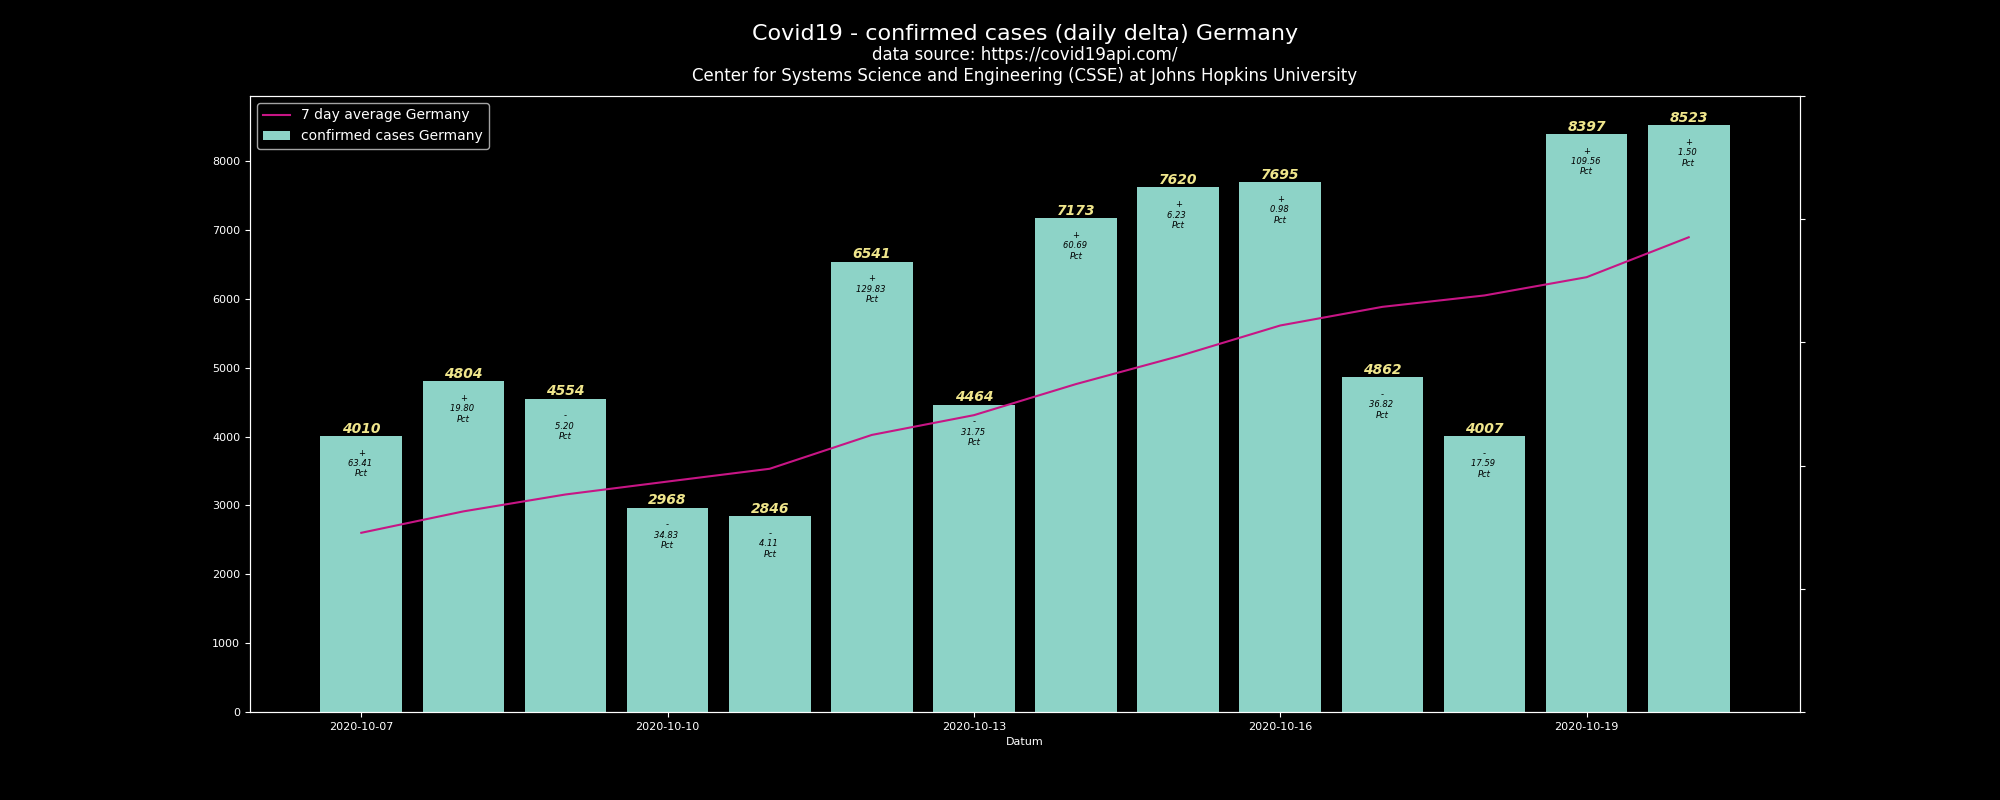 Covid19 - confirmed cases (daily delta) Germany
data source: https://covid19api.com/
Center for Systems Science and Engineering (CSSE) at Johns Hopkins University
7 day average Germany
confirmed cases Germany
8000
7000
6000
5000
4000
3000
2000
1000
0
4010
+
63.41
Pct
4804
+
19.80
Pct
4554
-
5.20
Pct
2968
-
34.83
Pct
2846
-
4.11
Pct
6541
+
129.83
Pct
4464
-
31.75
Pct
7173
+
60.69
Pct
7620
+
6.23
Pct
7695
+
0.98
Pct
4862
-
36.82
Pct
4007
-
17.59
Pct
8397
+
109.56
Pct
8523
+
1.50
Pct
2020-10-07
2020-10-10
2020-10-13
2020-10-16
2020-10-19
Datum